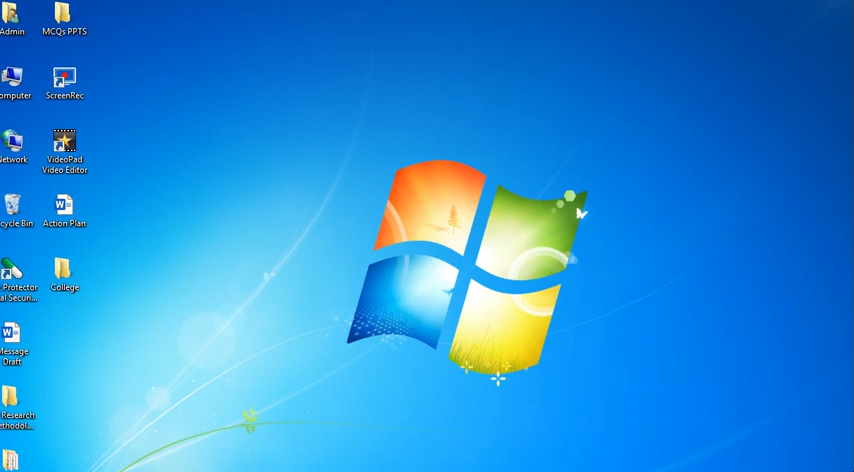 Admin
MCQs PPTS
omputer
ScreenRec
Network
VideoPad
Video Editor
cycle Bin
Action Plan
Protector
al Securi...
College
Message
Draft
Research
ethodol...